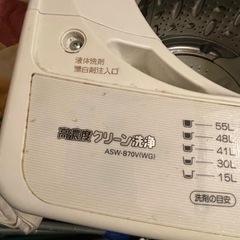 液体洗剤
漂白剤注入口
高濃度クリーン洗浄
ASW-B70V(WG)
55L
48L
41L
30L
15L
洗剤の目安